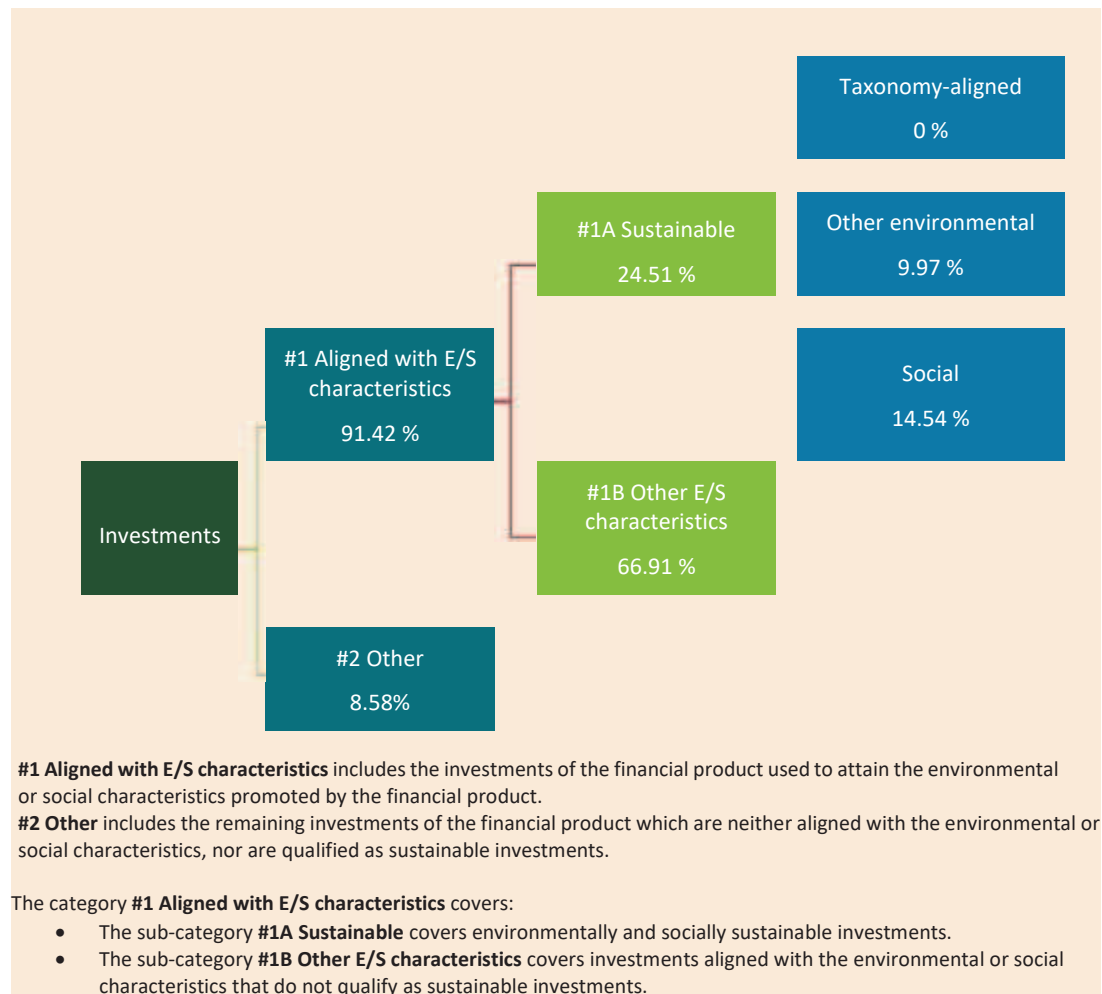 Taxonomy-aligned
0 %
#1A Sustainable
24.51 %
Other environmental
9.97 %
#1 Aligned with E/S
characteristics
91.42 %
Social
14.54 %
Investments
#1B Other E/S
characteristics
66.91 %
#2 Other
8.58%
#1 Aligned with E/S characteristics includes the investments of the financial product used to attain the environmental
or social characteristics promoted by the financial product.
#2 Other includes the remaining investments of the financial product which are neither aligned with the environmental or
social characteristics, nor are qualified as sustainable investments.
The category #1 Aligned with E/S characteristics covers:
• The sub-category #1A Sustainable covers environmentally and socially sustainable investments.
• The sub-category #1B Other E/S characteristics covers investments aligned with the environmental or social
characteristics that do not qualify as sustainable investments.